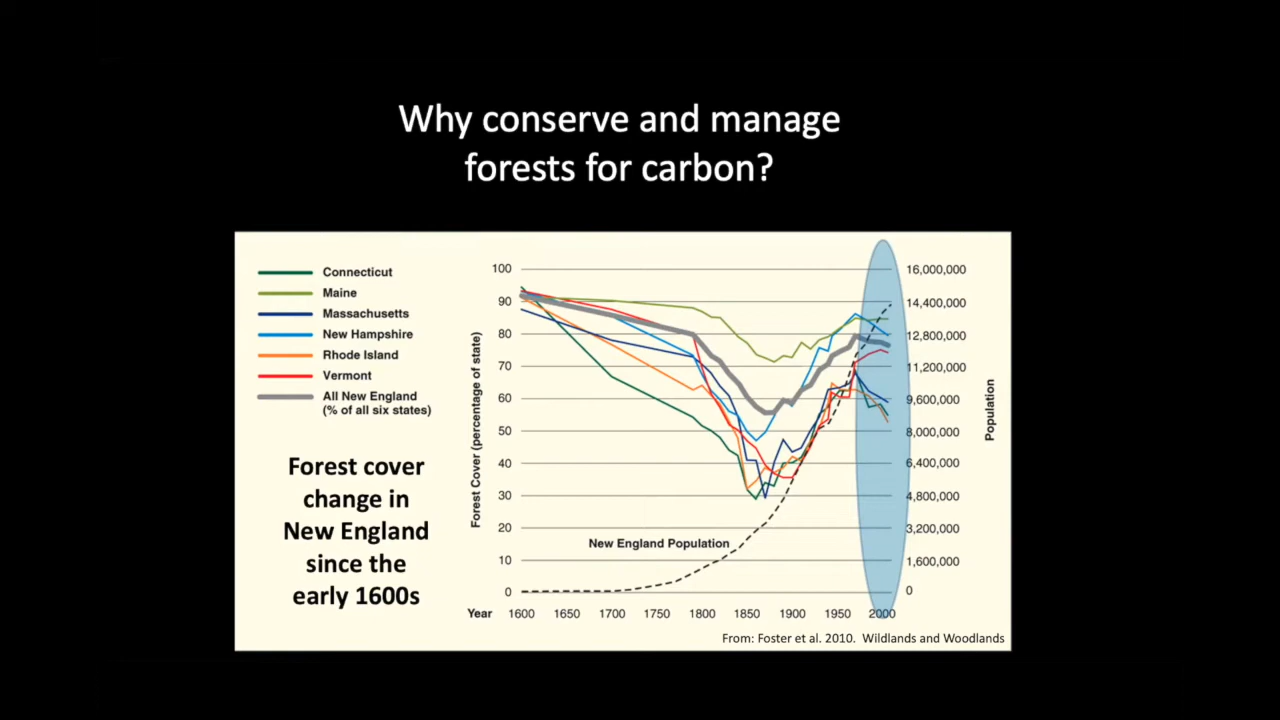 Why conserve and manage
forests for carbon?
Connecticut
Maine
Massachusetts
New Hampshire
Rhode Island
Vermont
All New England
(% of all six states)
Forest cover
change in
New England
since the
early 1600s
Forest Cover (percentage of state)
100
90
80
70
60
50
40
30
20
10
0
New England Population
16,000,000
14,400,000
12,800,000
11,200,000
9,600,000
8,000,000
6,400,000
4,800,000
3,200,000
1,600,000
0
Population
Year 1600 1650 1700 1750 1800 1850 1900 1950 2000
From: Foster et al. 2010. Wildlands and Woodlands